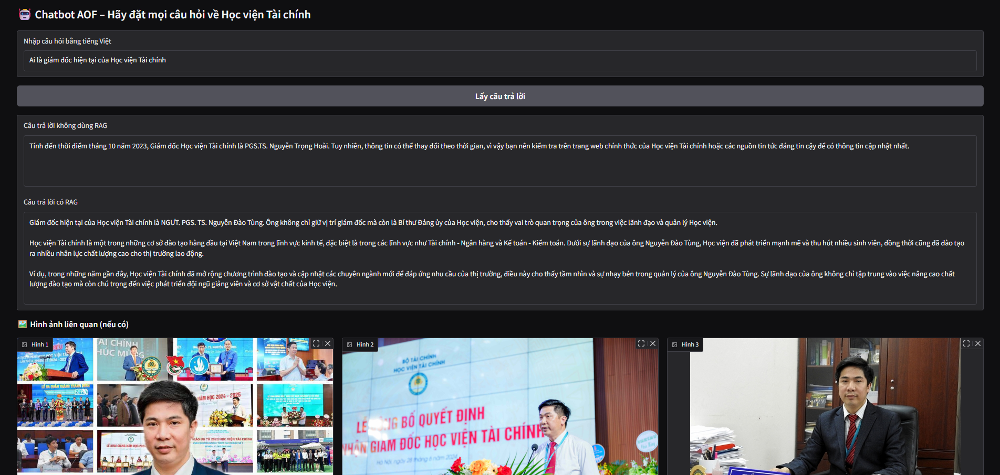 Chatbot AOF – Hãy đặt mọi câu hỏi về Học viện Tài chính
Nhập câu hỏi bằng tiếng Việt
Ai là giám đốc hiện tại của Học viện Tài chính
Lấy câu trả lời
Câu trả lời không dùng RAG
Tính đến thời điểm tháng 10 năm 2023, Giám đốc Học viện Tài chính là PGS.TS. Nguyễn Trọng Hoài. Tuy nhiên, thông tin có thể thay đổi theo thời gian, vì vậy bạn nên kiểm tra trên trang web chính thức của Học viện Tài chính hoặc các nguồn tin tức đáng tin cậy để có thông tin cập nhật nhất.
Câu trả lời có RAG
Giám đốc hiện tại của Học viện Tài chính là NGƯT. PGS. TS. Nguyễn Đào Tùng. Ông không chỉ giữ vị trí giám đốc mà còn là Bí thư Đảng ủy của Học viện, cho thấy vai trò quan trọng của ông trong việc lãnh đạo và quản lý Học viện.
Học viện Tài chính là một trong những cơ sở đào tạo hàng đầu tại Việt Nam trong lĩnh vực kinh tế, đặc biệt là trong các lĩnh vực như Tài chính - Ngân hàng và Kế toán - Kiểm toán. Dưới sự lãnh đạo của ông Nguyễn Đào Tùng, Học viện đã phát triển mạnh mẽ và thu hút nhiều sinh viên, đồng thời cũng đã đào tạo
ra nhiều nhân lực chất lượng cao cho thị trường lao động.
Ví dụ, trong những năm gần đây, Học viện Tài chính đã mở rộng chương trình đào tạo và cập nhật các chuyên ngành mới để đáp ứng nhu cầu của thị trường, điều này cho thấy tầm nhìn và sự nhạy bén trong quản lý của ông Nguyễn Đào Tùng. Sự lãnh đạo của ông không chỉ tập trung vào việc nâng cao chất
lượng đào tạo mà còn chú trọng đến việc phát triển đội ngũ giảng viên và cơ sở vật chất của Học viện.
Hình ảnh liên quan (nếu có)
Hình 1
TÀI CHÍNH
2024
NĂM HỌC 2024 - 2025
LỄ KHAI GIẢNG NĂM HỌC 202
Hình 2
BỘ TÀI CHÍNH
HỌC VIỆN TÀI CHÍNH
BỐ QUYẾT ĐỊNH
GIÁM ĐỐC HỌC VIỆN TÀI CHÍNH
Hà Nội, ngày 28 tháng 6 năm 2024
Hình 3